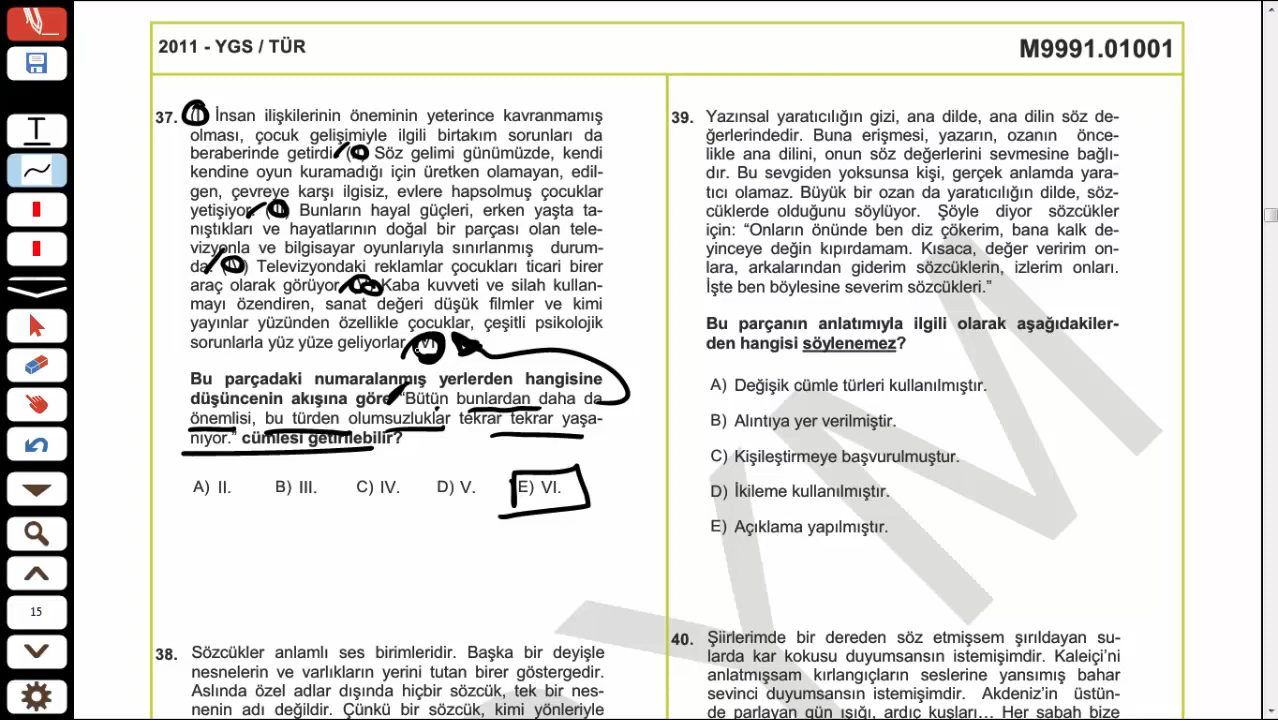 2011 - YGS / TÜR
M9991.01001
37. İnsan ilişkilerinin öneminin yeterince kavranmamış
olması, çocuk gelişimiyle ilgili birtakım sorunları da
beraberinde getirdi. Söz gelimi günümüzde, kendi
kendine oyun kuramadığı için üretken olamayan, edil-
gen, çevreye karşı ilgisiz, evlere hapsolmuş çocuklar
yetişiyor. Bunların hayal güçleri, erken yaşta ta-
nıştıkları ve hayatlarının doğal bir parçası olan tele-
vizyonla ve bilgisayar oyunlarıyla sınırlanmış durum-
da. Televizyondaki reklamlar çocukları ticari birer
araç olarak görüyor. Kaba kuvveti ve silah kullan-
mayı özendiren, sanat değeri düşük filmler ve kimi
yayınlar yüzünden özellikle çocuklar, çeşitli psikolojik
sorunlarla yüz yüze geliyorlar. (VI)
Bu parçadaki numaralanmış yerlerden hangisine
düşüncenin akışına göre "Bütün bunlardan daha da
önemlisi, bu türden olumsuzluklar tekrar tekrar yaşa-
nıyor." cümlesi getirilebilir?
A) II. B) III. C) IV. D) V. E) VI.
38. Sözcükler anlamlı ses birimleridir. Başka bir deyişle
nesnelerin ve varlıkların yerini tutan birer göstergedir.
Aslında özel adlar dışında hiçbir sözcük, tek bir nes-
nenin adı değildir. Çünkü bir sözcük, kimi yönleriyle
39. Yazınsal yaratıcılığın gizi, ana dilde, ana dilin söz de-
ğerlerindedir. Buna erişmesi, yazarın, ozanın önce-
likle ana dilini, onun söz değerlerini sevmesine bağlı-
dır. Bu sevgiden yoksunsa kişi, gerçek anlamda yara-
tıcı olamaz. Büyük bir ozan da yaratıcılığın dilde, söz-
cüklerde olduğunu söylüyor. Şöyle diyor sözcükler
için: "Onların önünde ben diz çökerim, bana kalk de-
yinceye değin kıpırdamam. Kısaca, değer veririm on-
lara, arkalarından giderim sözcüklerin, izlerim onları.
İşte ben böylesine severim sözcükleri."
Bu parçanın anlatımıyla ilgili olarak aşağıdakiler-
den hangisi söylenemez?
A) Değişik cümle türleri kullanılmıştır.
B) Alıntıya yer verilmiştir.
C) Kişileştirmeye başvurulmuştur.
D) İkileme kullanılmıştır.
E) Açıklama yapılmıştır.
40. Şiirlerimde bir dereden söz etmişsem şırıldayan su-
larda kar kokusu duyumsansın istemişimdir. Kaleiçi'ni
anlatmışsam kırlangıçların seslerine yansımış bahar
sevinci duyumsansın istemişimdir. Akdeniz'in üstün-
de parlayan gün ışığı, ardıç kuşları... Her sabah bize
T
15